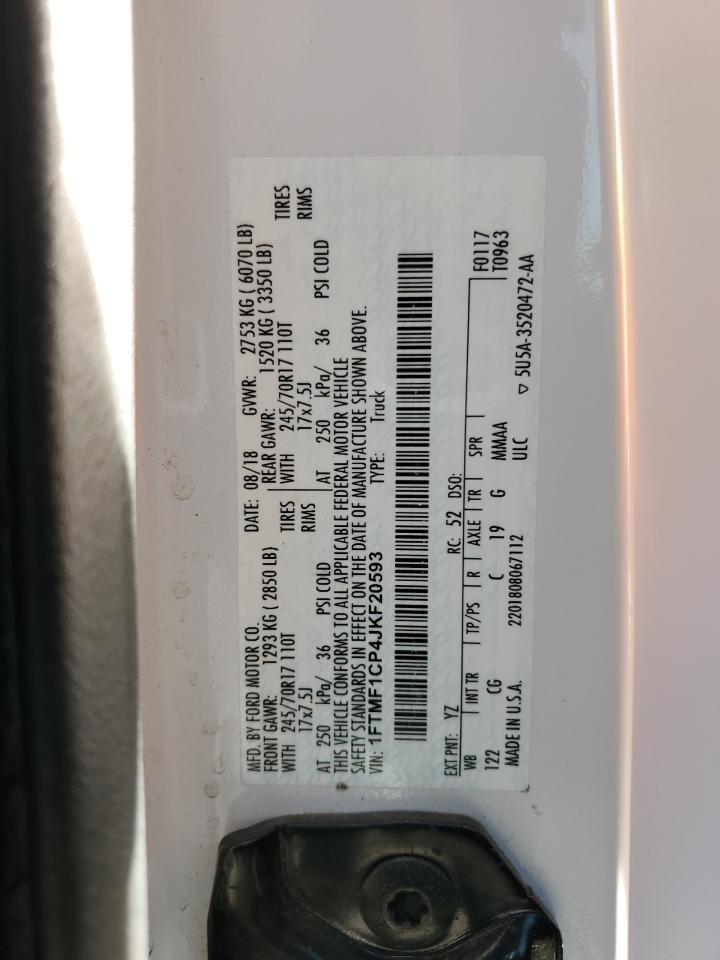 MFD. BY FORD MOTOR CO.
DATE: 08/18 GVWR: 2753 KG ( 6070 LB)
FRONT GAWR: 1293 KG ( 2850 LB) REAR GAWR: 1520 KG ( 3350 LB)
WITH 245/70R17 110T TIRES WITH 245/70R17 110T TIRES
17x7.5J RIMS 17x7.5J RIMS
AT 250 kPa/ 36 PSI COLD AT 250 kPa/ 36 PSI COLD
THIS VEHICLE CONFORMS TO ALL APPLICABLE FEDERAL MOTOR VEHICLE
SAFETY STANDARDS IN EFFECT ON THE DATE OF MANUFACTURE SHOWN ABOVE.
VIN: 1FTMF1CP4JKF20593 TYPE: Truck
EXT PNT: YZ RC: 52 DSO:
WB INT TR TP/PS R AXLE TR SPR F0117
122 CG C 19 G MMAA T0963
MADE IN U.S.A. 2201808067112 ULC
▽ 5U5A-3520472-AA